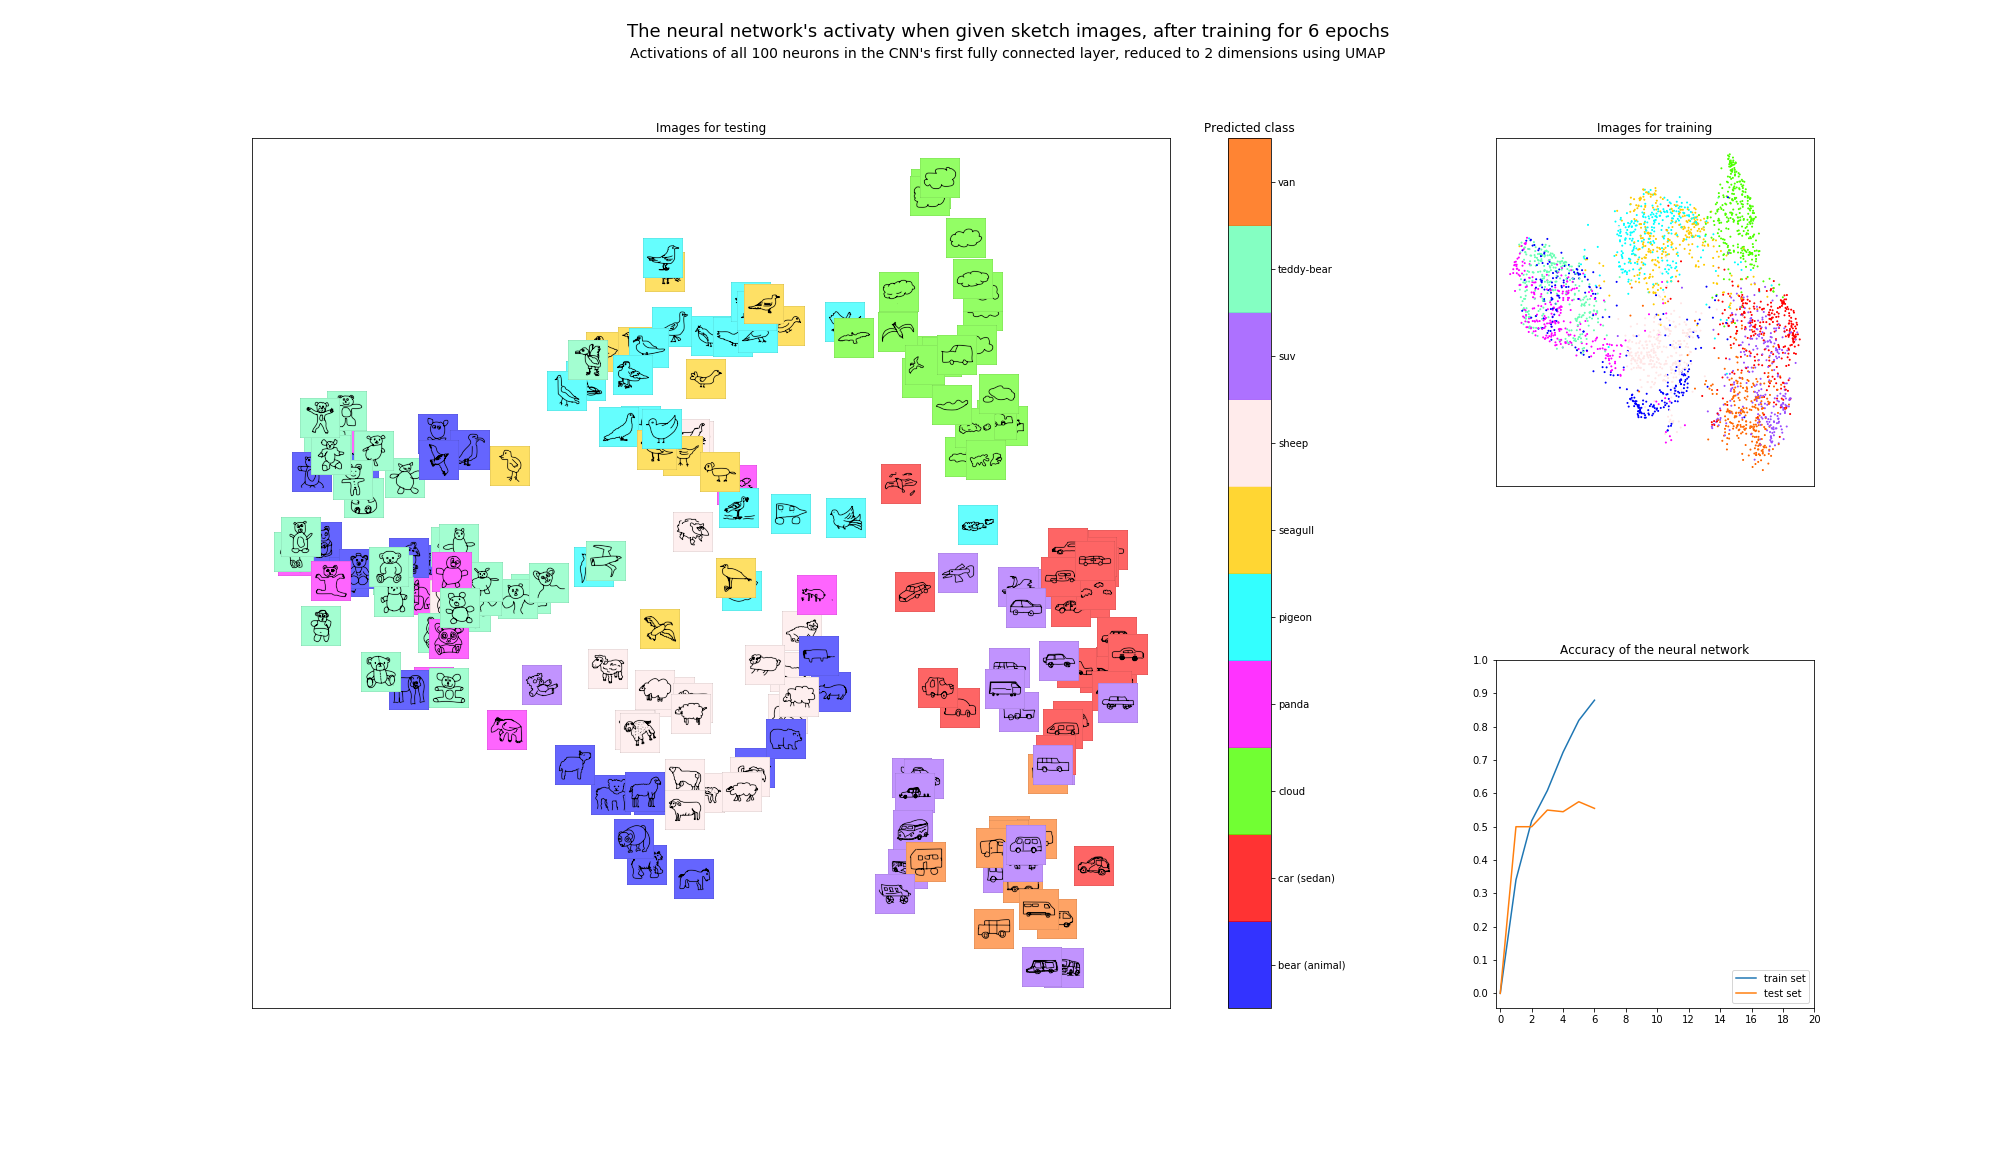 The neural network's activaty when given sketch images, after training for 6 epochs
Activations of all 100 neurons in the CNN's first fully connected layer, reduced to 2 dimensions using UMAP
Images for testing
Predicted class
van
teddy-bear
suv
sheep
seagull
pigeon
panda
cloud
car (sedan)
bear (animal)
Images for training
Accuracy of the neural network
1.0
0.9
0.8
0.7
0.6
0.5
0.4
0.3
0.2
0.1
0.0
train set
test set
0 2 4 6 8 10 12 14 16 18 20